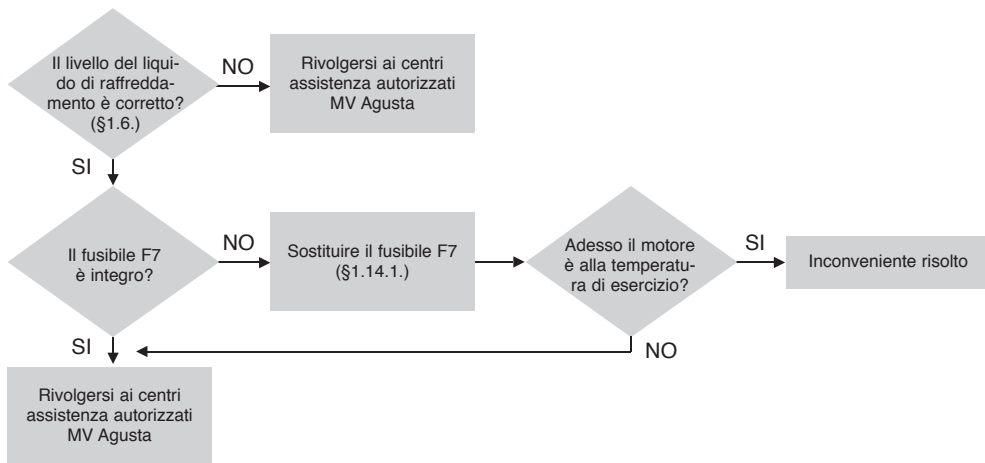 Il livello del liqui-
do di raffredda-
mento è corretto?
(§1.6.)
NO
Rivolgersi ai centri
assistenza autorizzati
MV Agusta
SI
Il fusibile F7
è integro?
NO
Sostituire il fusibile F7
(§1.14.1.)
Adesso il motore
è alla temperatu-
ra di esercizio?
SI
Inconveniente risolto
SI
NO
Rivolgersi ai centri
assistenza autorizzati
MV Agusta